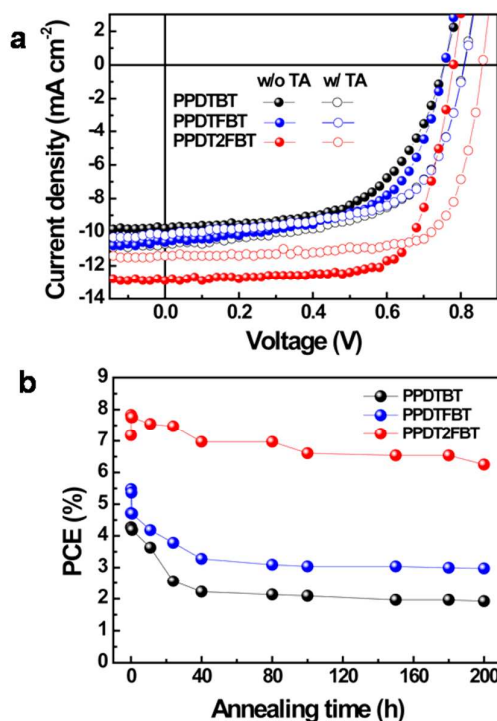 a
4
2
0
-2
-4
-6
-8
-10
-12
-14
Current density (mA cm⁻²)
w/o TA w/ TA
PPDTBT
PPDTFBT
PPDT2FBT
0.0 0.2 0.4 0.6 0.8
Voltage (V)
b
9
8
7
6
5
4
3
2
1
0
PCE (%)
PPDTBT
PPDTFBT
PPDT2FBT
0 40 80 120 160 200
Annealing time (h)